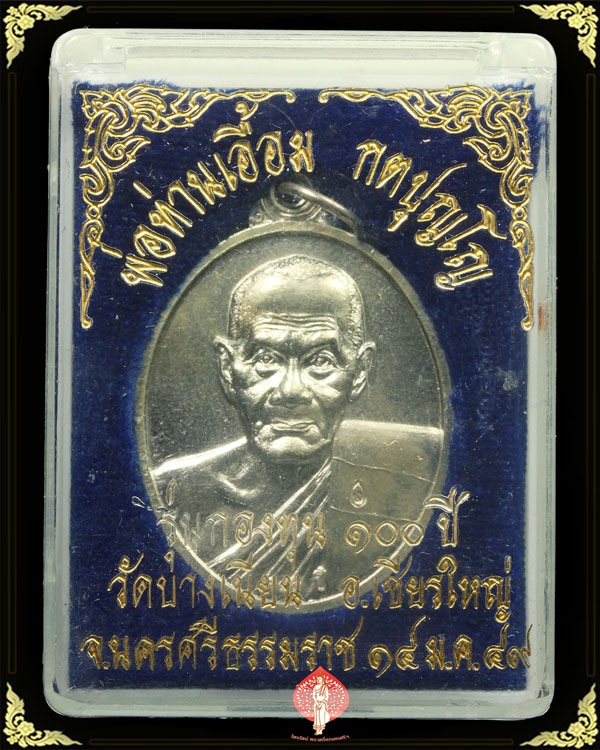 พ่อท่านเอื้อม กตปุญโญ
รุ่นกองทุน ๑๐๐ ปี
วัดบางเนียน อ.เชียรใหญ่
จ.นครศรีธรรมราช ๑๔ ม.ค.๔๙